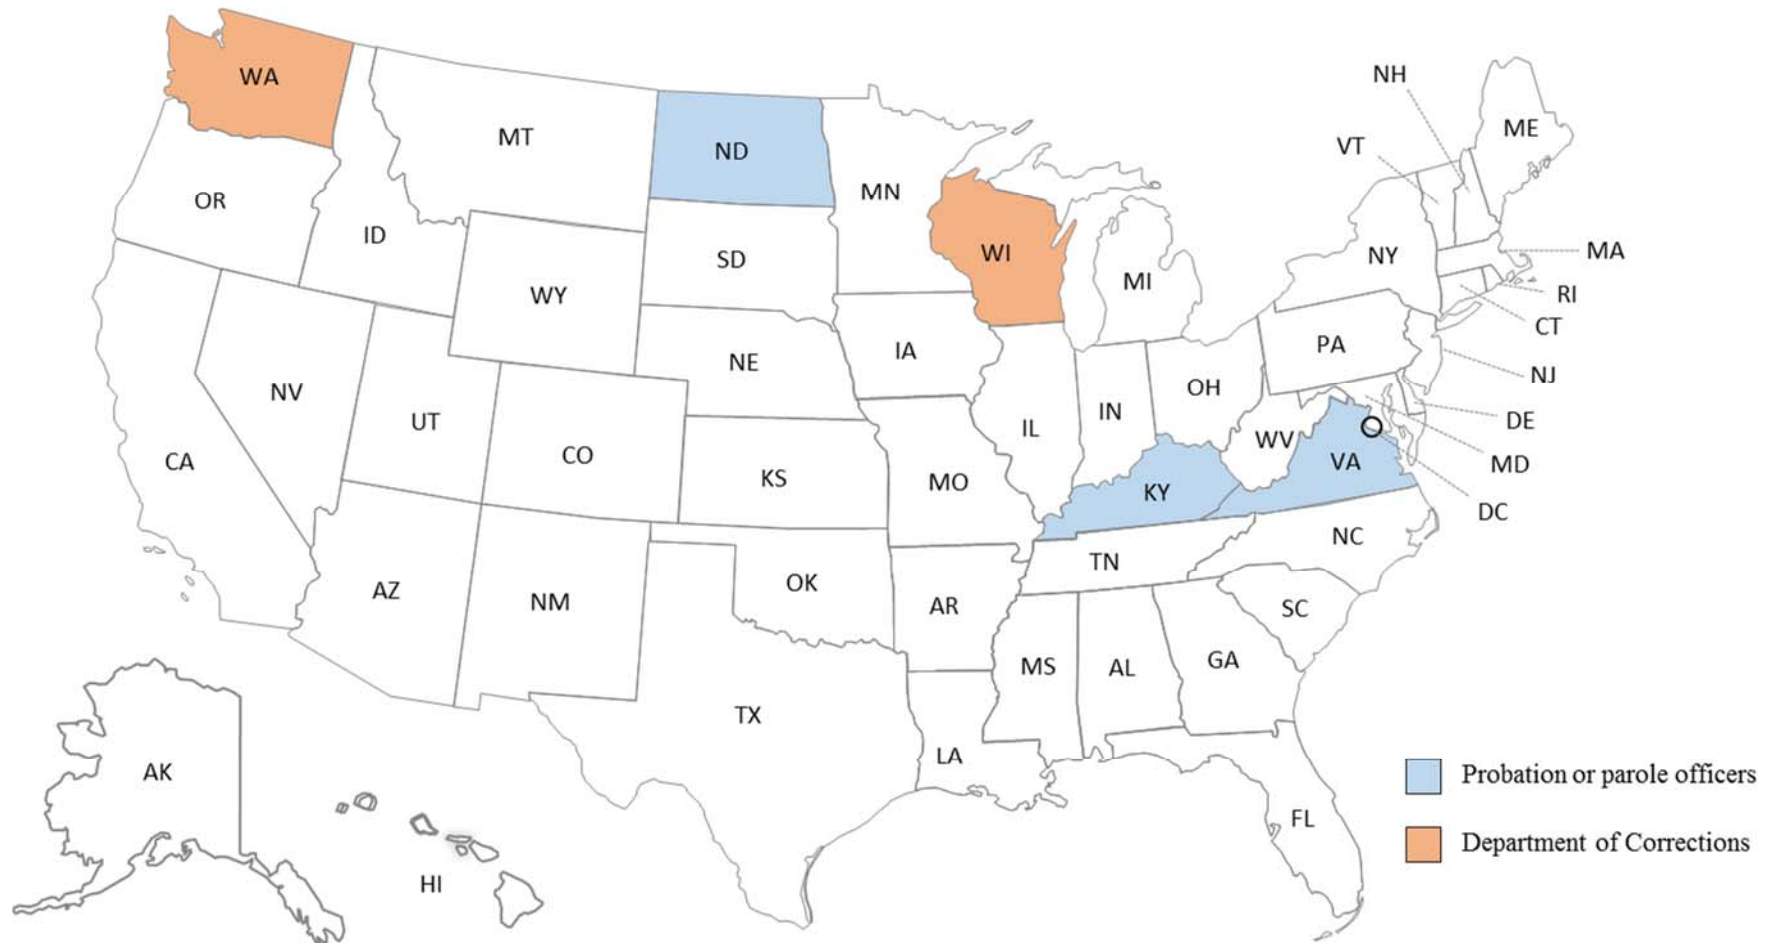 WA
MT
ND
OR
ID
MN
WI
SD
WY
MI
NH
ME
VT
NY
MA
RI
CT
NE
IA
PA
NJ
NV
UT
CO
IL
IN
OH
DE
WV
MD
CA
KS
MO
KY
VA
DC
NC
TN
AZ
NM
OK
AR
SC
MS
AL
GA
TX
LA
AK
HI
FL
Probation or parole officers
Department of Corrections